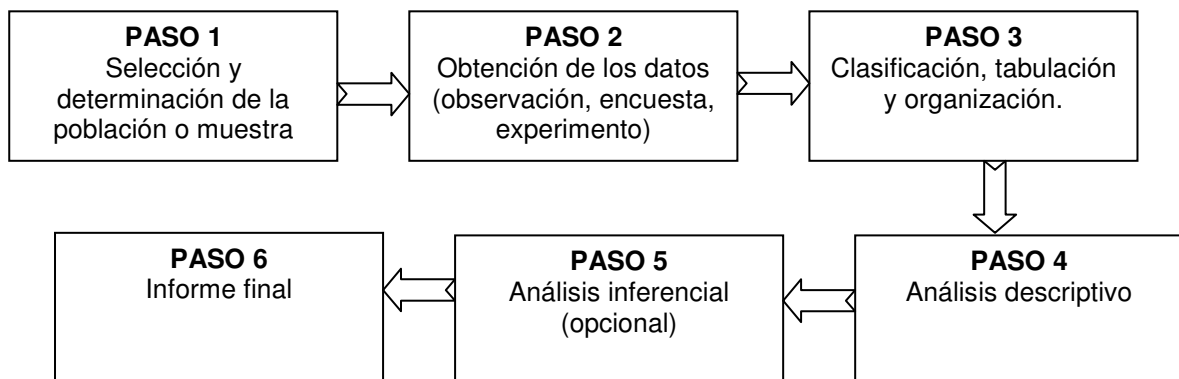 PASO 1
Selección y
determinación de la
población o muestra
PASO 2
Obtención de los datos
(observación, encuesta,
experimento)
PASO 3
Clasificación, tabulación
y organización.
PASO 4
Análisis descriptivo
PASO 5
Análisis inferencial
(opcional)
PASO 6
Informe final